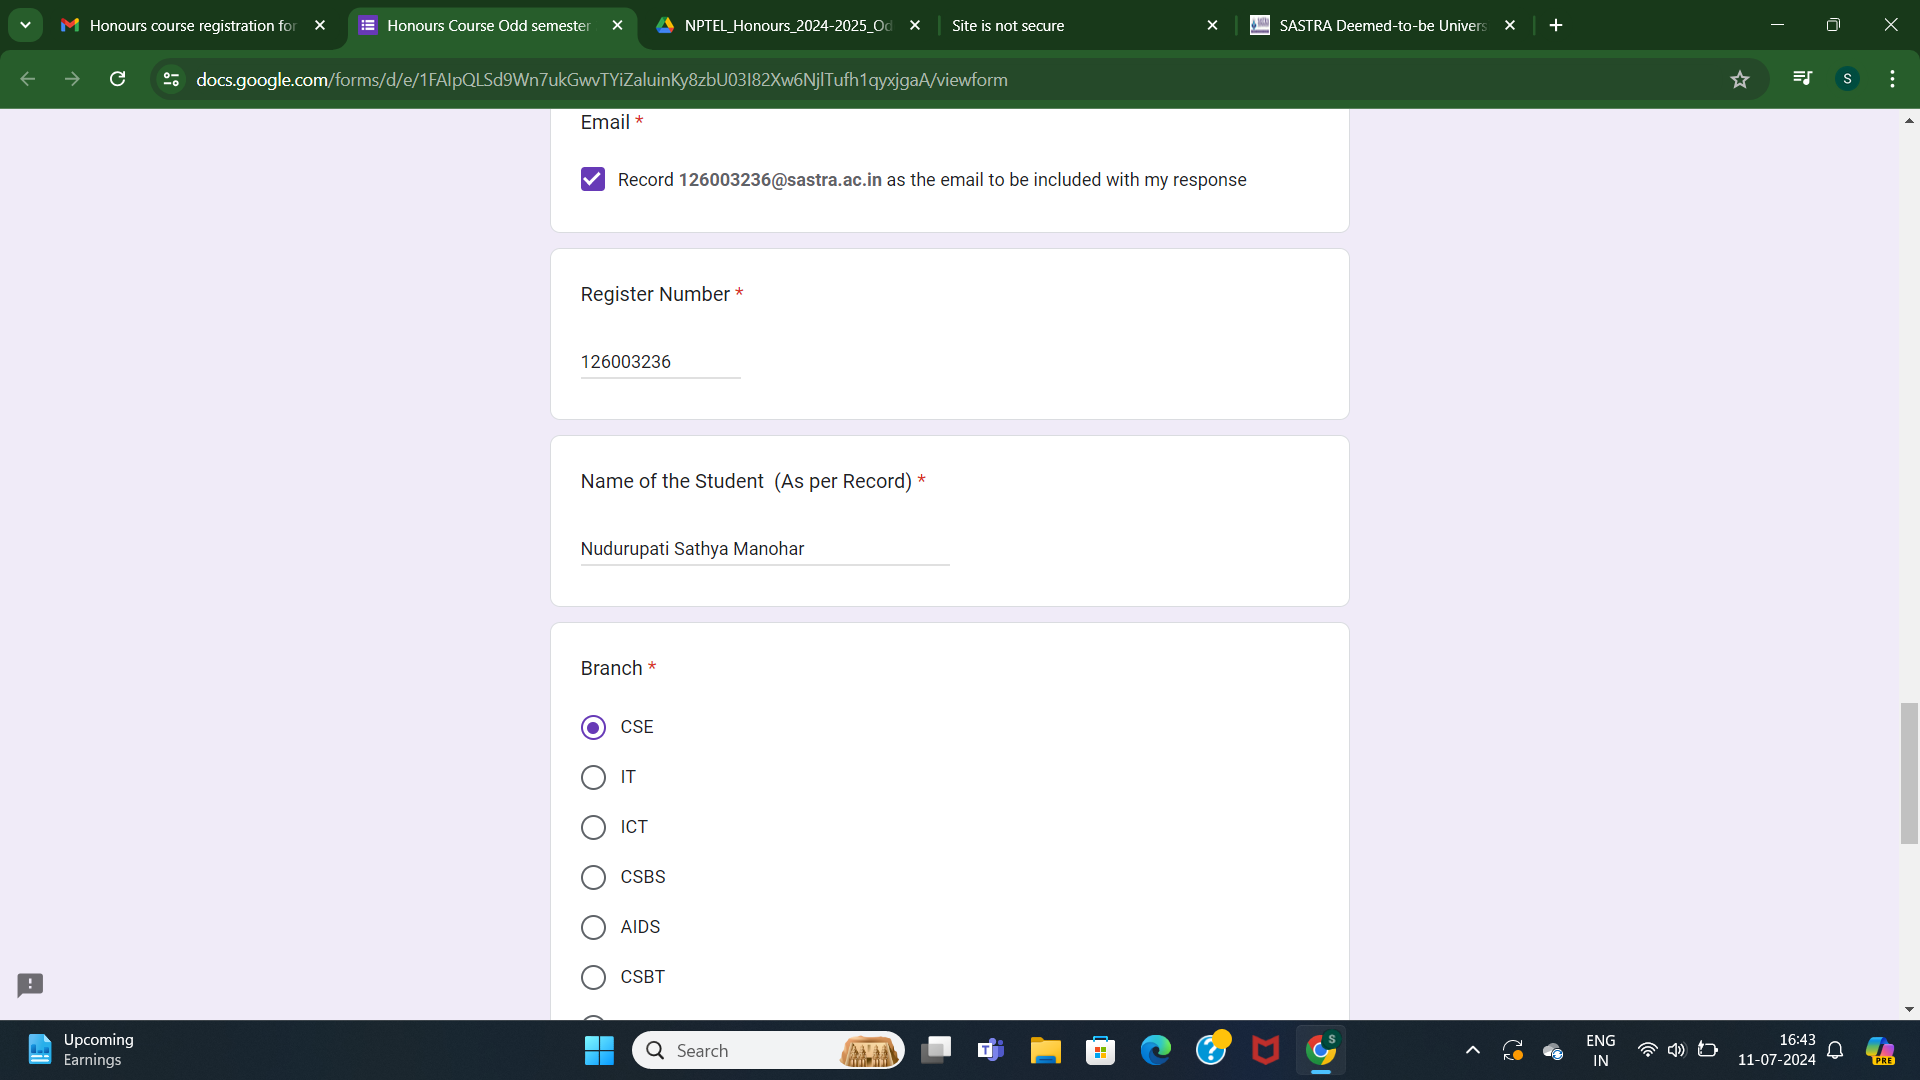 Honours course registration for
Honours Course Odd semester
NPTEL_Honours_2024-2025_Od
Site is not secure
SASTRA Deemed-to-be Univers
docs.google.com/forms/d/e/1FAIpQLSd9Wn7ukGwvTYiZaluinKy8zbU03I82Xw6NjlTufh1qyxjgaA/viewform
S
Email *
Record 126003236@sastra.ac.in as the email to be included with my response
Register Number *
126003236
Name of the Student  (As per Record) *
Nudurupati Sathya Manohar
Branch *
CSE
IT
ICT
CSBS
AIDS
CSBT
Upcoming
Earnings
Search
S
ENG
IN
16:43
11-07-2024
PRE